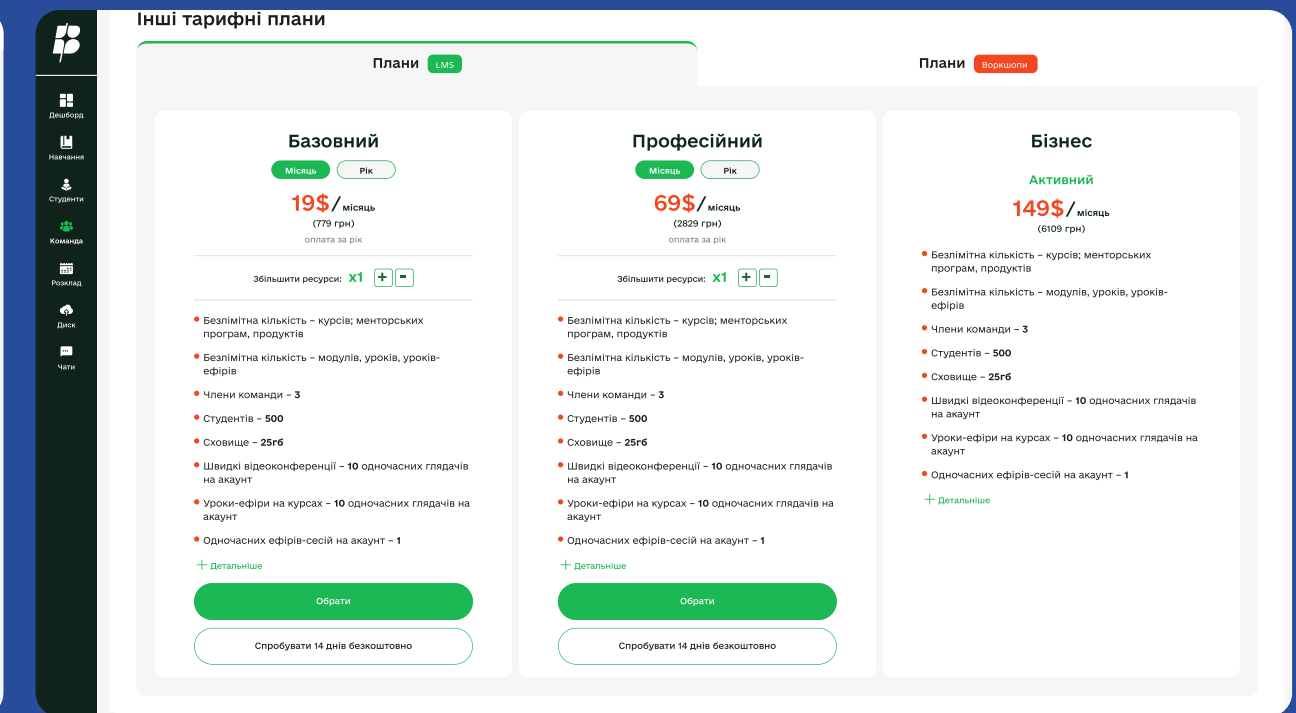 Інші тарифні плани
Дешборд
Навчання
Студенти
Команда
Розклад
Диск
Чати
Плани LMS
Плани Воркшопи
Базовний
Місяць Рік
19$/місяць
(779 грн)
оплата за рік
Збільшити ресурси: x1 + -
Безлімітна кількість – курсів; менторських
програм, продуктів
Безлімітна кількість – модулів, уроків, уроків-
ефірів
Члени команди – 3
Студентів – 500
Сховище – 25гб
Швидкі відеоконференції – 10 одночасних глядачів
на акаунт
Уроки-ефіри на курсах – 10 одночасних глядачів на
акаунт
Одночасних ефірів-сесій на акаунт – 1
+ Детальніше
Обрати
Спробувати 14 днів безкоштовно
Професійний
Місяць Рік
69$/місяць
(2829 грн)
оплата за рік
Збільшити ресурси: x1 + -
Безлімітна кількість – курсів; менторських
програм, продуктів
Безлімітна кількість – модулів, уроків, уроків-
ефірів
Члени команди – 3
Студентів – 500
Сховище – 25гб
Швидкі відеоконференції – 10 одночасних глядачів
на акаунт
Уроки-ефіри на курсах – 10 одночасних глядачів на
акаунт
Одночасних ефірів-сесій на акаунт – 1
+ Детальніше
Обрати
Спробувати 14 днів безкоштовно
Бізнес
Активний
149$/місяць
(6109 грн)
Безлімітна кількість – курсів; менторських
програм, продуктів
Безлімітна кількість – модулів, уроків, уроків-
ефірів
Члени команди – 3
Студентів – 500
Сховище – 25гб
Швидкі відеоконференції – 10 одночасних глядачів
на акаунт
Уроки-ефіри на курсах – 10 одночасних глядачів на
акаунт
Одночасних ефірів-сесій на акаунт – 1
+ Детальніше